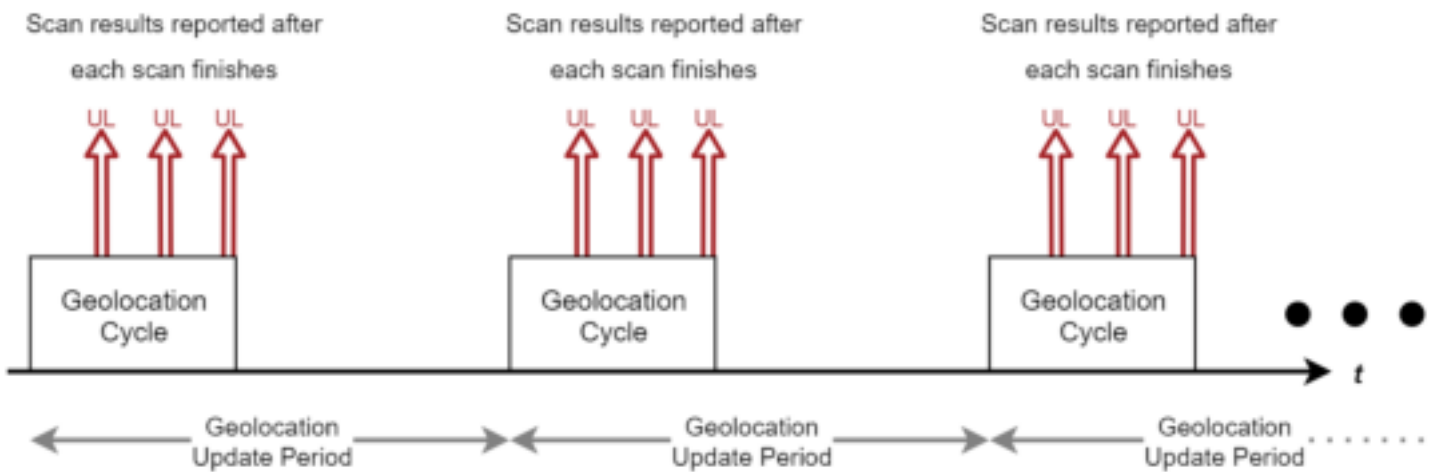 Scan results reported after
each scan finishes
Scan results reported after
each scan finishes
Scan results reported after
each scan finishes
UL UL UL
UL UL UL
UL UL UL
Geolocation
Cycle
Geolocation
Cycle
Geolocation
Cycle
t
Geolocation
Update Period
Geolocation
Update Period
Geolocation
Update Period